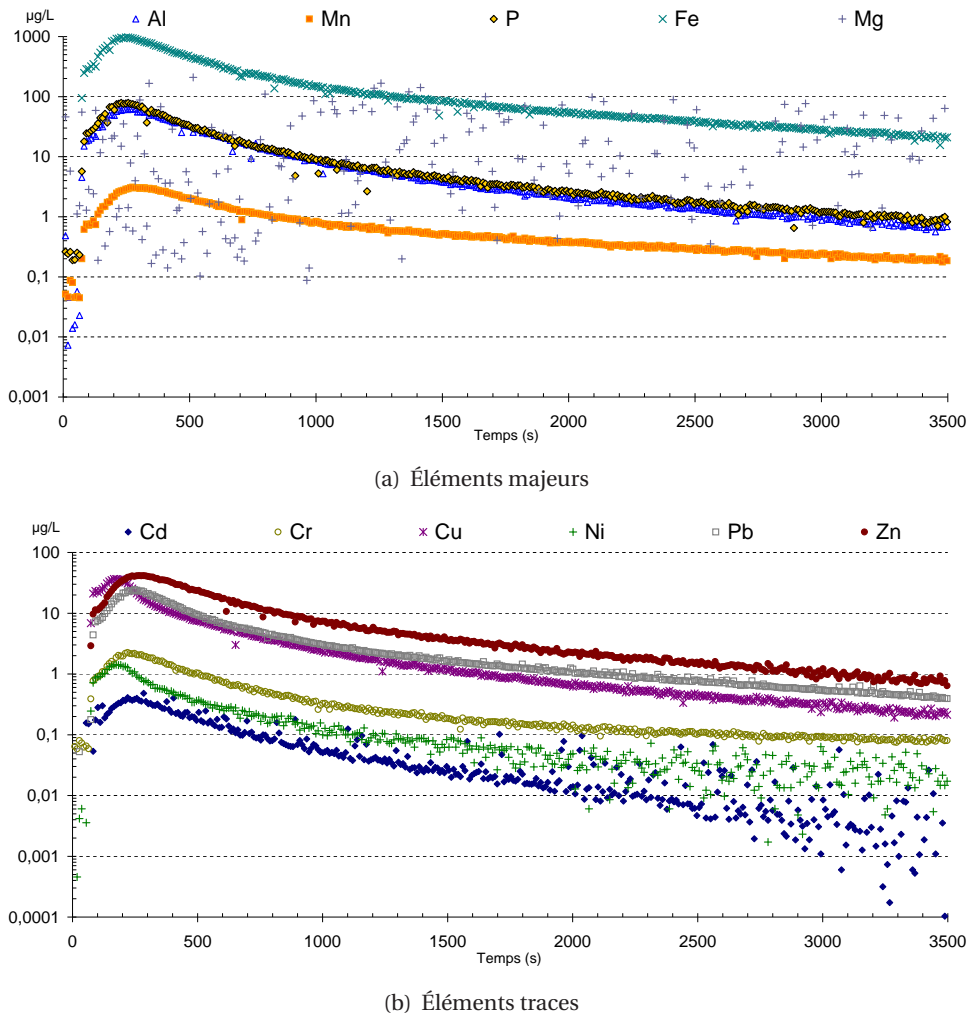 µg/L
Al Mn P Fe Mg
1000
100
10
1
0,1
0,01
0,001
0 500 1000 1500 2000 2500 3000 3500
Temps (s)
(a) Éléments majeurs
µg/L
Cd Cr Cu Ni Pb Zn
100
10
1
0,1
0,01
0,001
0,0001
0 500 1000 1500 2000 2500 3000 3500
Temps (s)
(b) Éléments traces